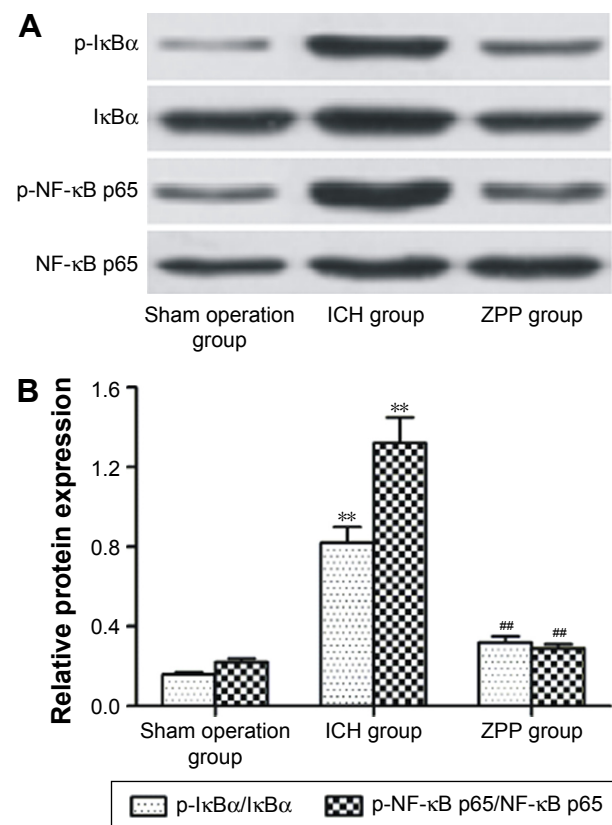 A
p-IκBα
IκBα
p-NF-κB p65
NF-κB p65
Sham operation
group
ICH group
ZPP group
B
Relative protein expression
1.6
1.2
0.8
0.4
0.0
**
**
##
##
Sham operation
group
ICH group
ZPP group
p-IκBα/IκBα
p-NF-κB p65/NF-κB p65